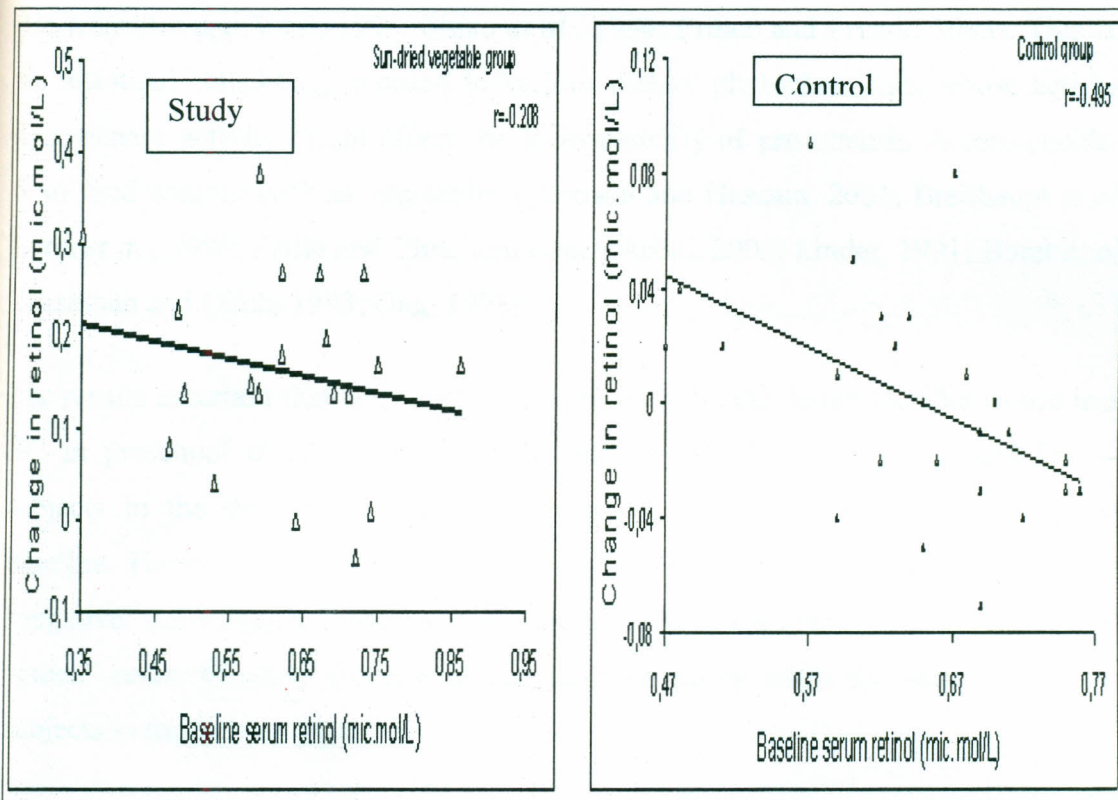 Sun-dried vegetable group
Study
r=-0.208
Change in retinol (mic.mol/L)
0,5
0,4
0,3
0,2
0,1
0
-0,1
0,35 0,45 0,55 0,65 0,75 0,85 0,95
Baseline serum retinol (mic.mol/L)
Control group
Control
r=-0.495
Change in retinol (mic.mol/L)
0,12
0,08
0,04
0
-0,04
-0,08
0,47 0,57 0,67 0,77
Baseline serum retinol (mic.mol/L)